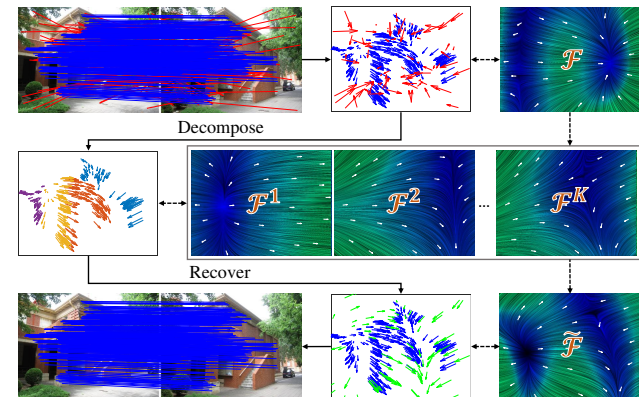 𝓕
Decompose
𝓕¹ 𝓕² ... 𝓕ᴷ
Recover
𝓕̃